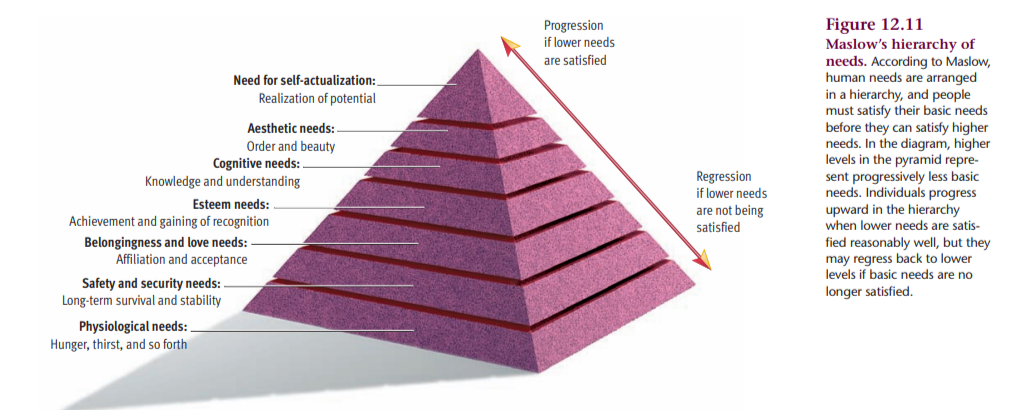 Progression
if lower needs
are satisfied
Need for self-actualization:
Realization of potential
Aesthetic needs:
Order and beauty
Cognitive needs:
Knowledge and understanding
Esteem needs:
Achievement and gaining of recognition
Belongingness and love needs:
Affiliation and acceptance
Safety and security needs:
Long-term survival and stability
Physiological needs:
Hunger, thirst, and so forth
Regression
if lower needs
are not being
satisfied
Figure 12.11
Maslow's hierarchy of
needs. According to Maslow,
human needs are arranged
in a hierarchy, and people
must satisfy their basic needs
before they can satisfy higher
needs. In the diagram, higher
levels in the pyramid repre-
sent progressively less basic
needs. Individuals progress
upward in the hierarchy
when lower needs are satis-
fied reasonably well, but they
may regress back to lower
levels if basic needs are no
longer satisfied.